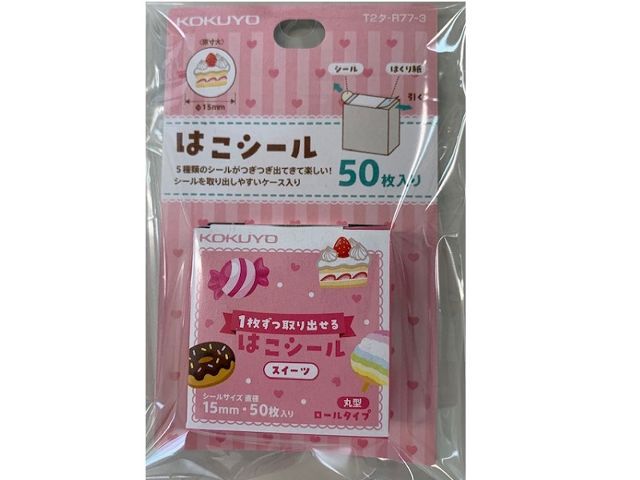 KOKUYO
T2タ-R77-3
〈原寸大〉
φ15mm
シール
はくり紙
引く
はこシール
5種類のシールがつぎつぎ出てきて楽しい!
シールを取り出しやすいケース入り
50枚入り
KOKUYO
1枚ずつ取り出せる
はこシール
スイーツ
シールサイズ 直径
15mm・50枚入り
丸型
ロールタイプ